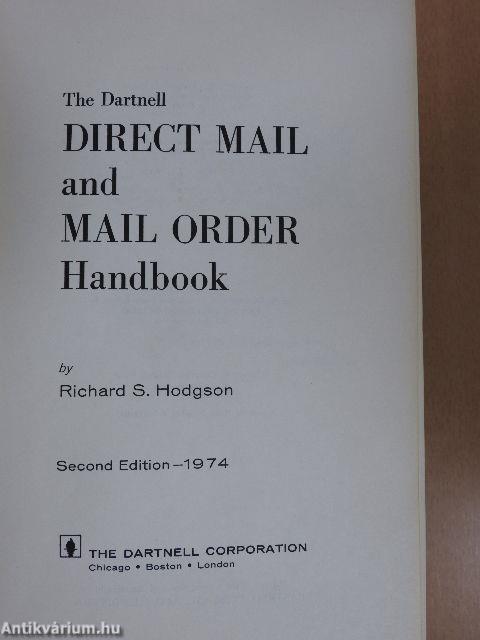 The Dartnell
DIRECT MAIL
and
MAIL ORDER
Handbook
by
Richard S. Hodgson
Second Edition—1974
THE DARTNELL CORPORATION
Chicago • Boston • London
Antikvárium.hu